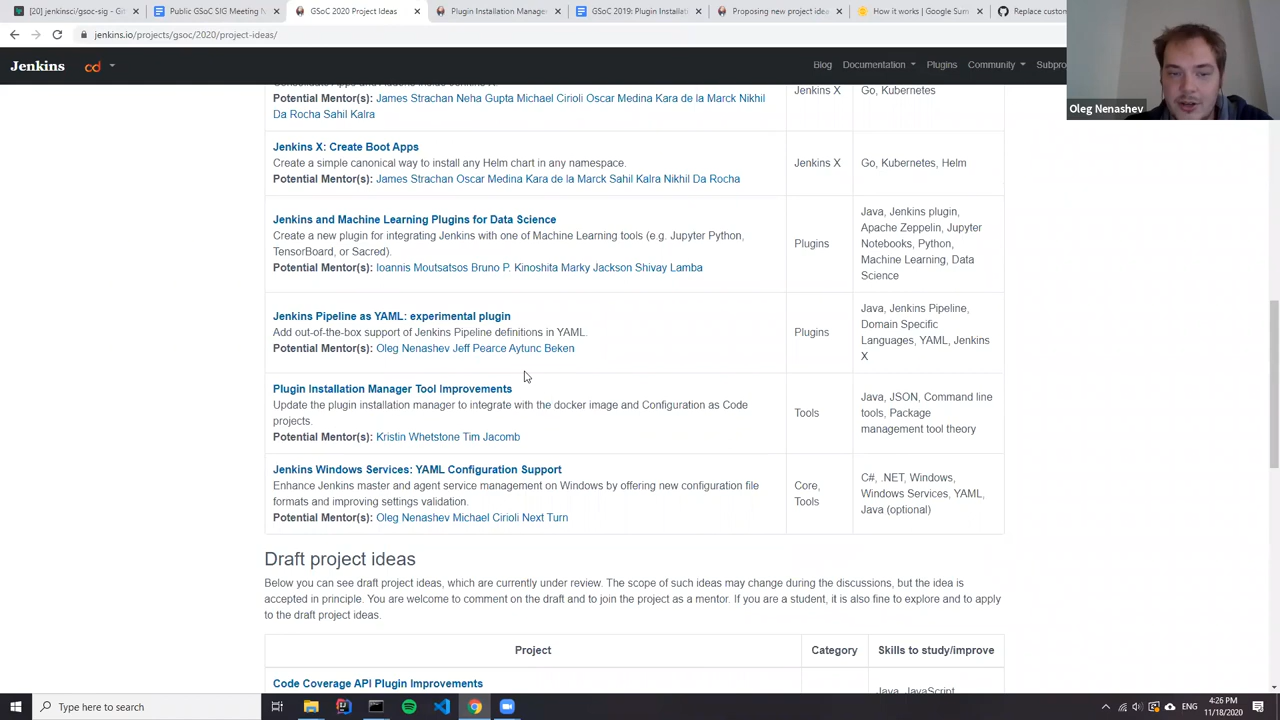 [20] jenkinsci/gsoc-sig - Git
Public GSoC SIG Meeting N
GSoC 2020 Project Ideas
Plugin Installation Manager
GSoC 2019: Plugin Installati
Proposing new project idea
How it works | Google Sum
Replace custom
jenkins.io/projects/gsoc/2020/project-ideas/
Jenkins
cd
Blog Documentation Plugins Community Subpro
Oleg Nenashev
Potential Mentor(s): James Strachan Neha Gupta Michael Cirioli Oscar Medina Kara de la Marck Nikhil
Da Rocha Sahil Kalra
Jenkins X
Go, Kubernetes
Jenkins X: Create Boot Apps
Create a simple canonical way to install any Helm chart in any namespace.
Potential Mentor(s): James Strachan Oscar Medina Kara de la Marck Sahil Kalra Nikhil Da Rocha
Jenkins X
Go, Kubernetes, Helm
Jenkins and Machine Learning Plugins for Data Science
Create a new plugin for integrating Jenkins with one of Machine Learning tools (e.g. Jupyter Python,
TensorBoard, or Sacred).
Potential Mentor(s): Ioannis Moutsatsos Bruno P. Kinoshita Marky Jackson Shivay Lamba
Plugins
Java, Jenkins plugin,
Apache Zeppelin, Jupyter
Notebooks, Python,
Machine Learning, Data
Science
Jenkins Pipeline as YAML: experimental plugin
Add out-of-the-box support of Jenkins Pipeline definitions in YAML.
Potential Mentor(s): Oleg Nenashev Jeff Pearce Aytunc Beken
Plugins
Java, Jenkins Pipeline,
Domain Specific
Languages, YAML, Jenkins
X
Plugin Installation Manager Tool Improvements
Update the plugin installation manager to integrate with the docker image and Configuration as Code
projects.
Potential Mentor(s): Kristin Whetstone Tim Jacomb
Tools
Java, JSON, Command line
tools, Package
management tool theory
Jenkins Windows Services: YAML Configuration Support
Enhance Jenkins master and agent service management on Windows by offering new configuration file
formats and improving settings validation.
Potential Mentor(s): Oleg Nenashev Michael Cirioli Next Turn
Core,
Tools
C#, .NET, Windows,
Windows Services, YAML,
Java (optional)
Draft project ideas
Below you can see draft project ideas, which are currently under review. The scope of such ideas may change during the discussions, but the idea is
accepted in principle. You are welcome to comment on the draft and to join the project as a mentor. If you are a student, it is also fine to explore and to apply
to the draft project ideas.
Project Category Skills to study/improve
Code Coverage API Plugin Improvements
Java, JavaScript
Type here to search
ENG
4:26 PM
11/18/2020